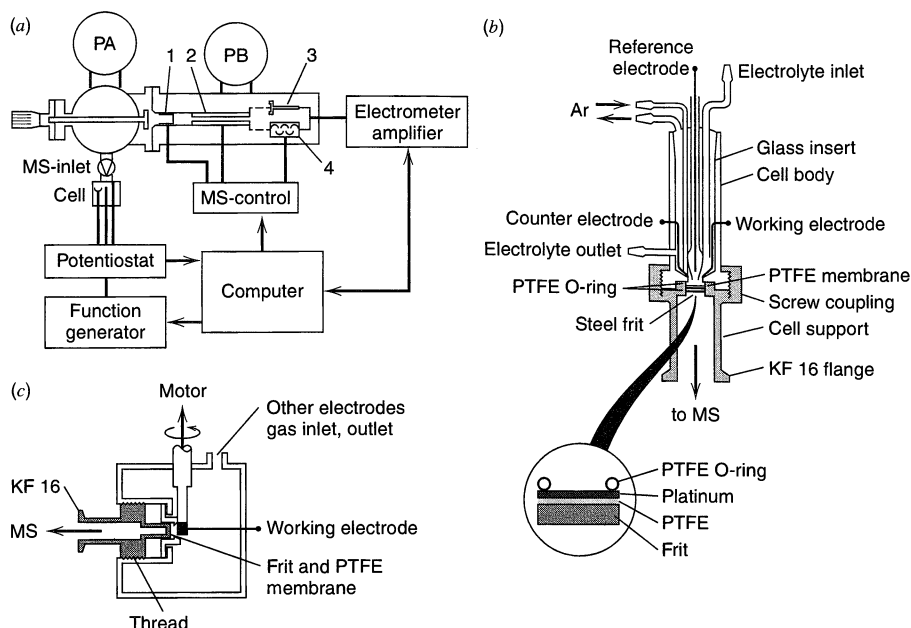 (a)
PA
PB
1
2
3
4
MS-inlet
Cell
Electrometer
amplifier
MS-control
Potentiostat
Computer
Function
generator
(b)
Reference
electrode
Electrolyte inlet
Ar
Glass insert
Cell body
Counter electrode
Working electrode
Electrolyte outlet
PTFE O-ring
PTFE membrane
Screw coupling
Steel frit
Cell support
KF 16 flange
to MS
PTFE O-ring
Platinum
PTFE
Frit
(c)
Motor
Other electrodes
gas inlet, outlet
KF 16
MS
Working electrode
Frit and PTFE
membrane
Thread